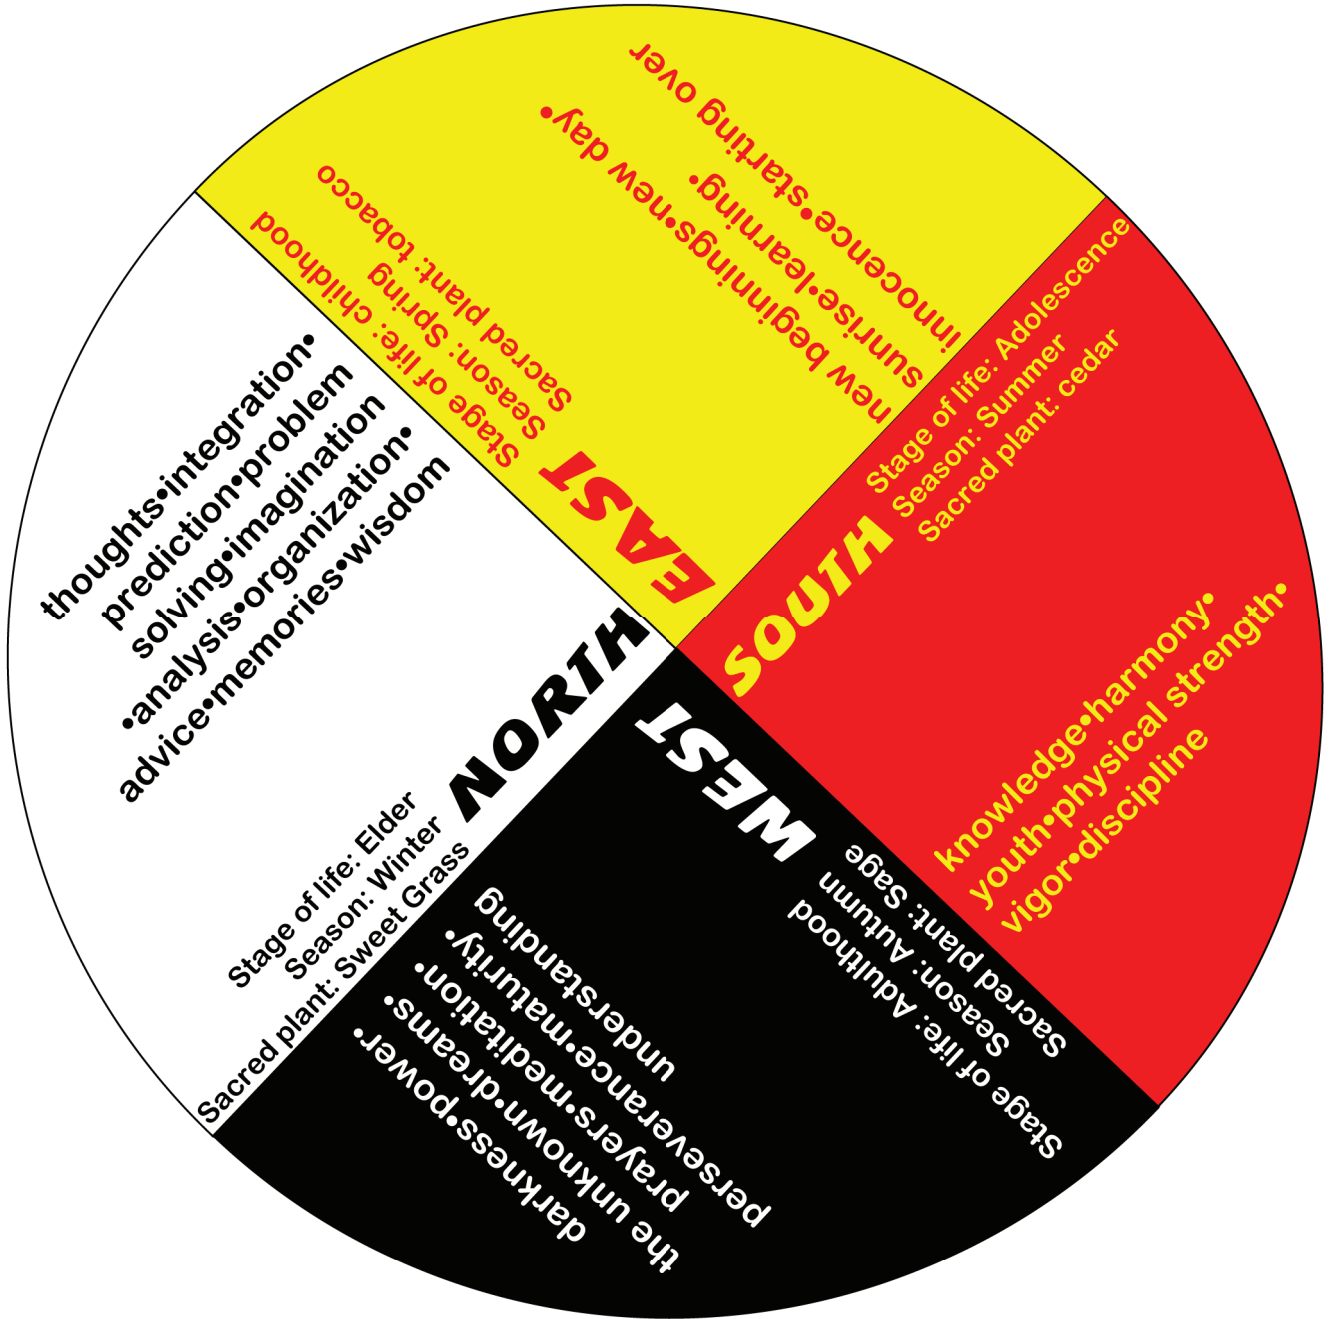 EAST
Stage of life: childhood
Season: Spring
Sacred plant: tobacco
new beginnings•new day•
sunrise•learning•
innocence•starting over
SOUTH
Stage of life: Adolescence
Season: Summer
Sacred plant: cedar
knowledge•harmony•
youth•physical strength•
vigor•discipline
WEST
Sacred plant: Sage
Season: Autumn
Stage of life: Adulthood
darkness•power•
the unknown•dreams•
prayers•meditation•
perseverance•maturity•
understanding
NORTH
Stage of life: Elder
Season: Winter
Sacred plant: Sweet Grass
thoughts•integration•
prediction•problem
solving•imagination
•analysis•organization•
advice•memories•wisdom